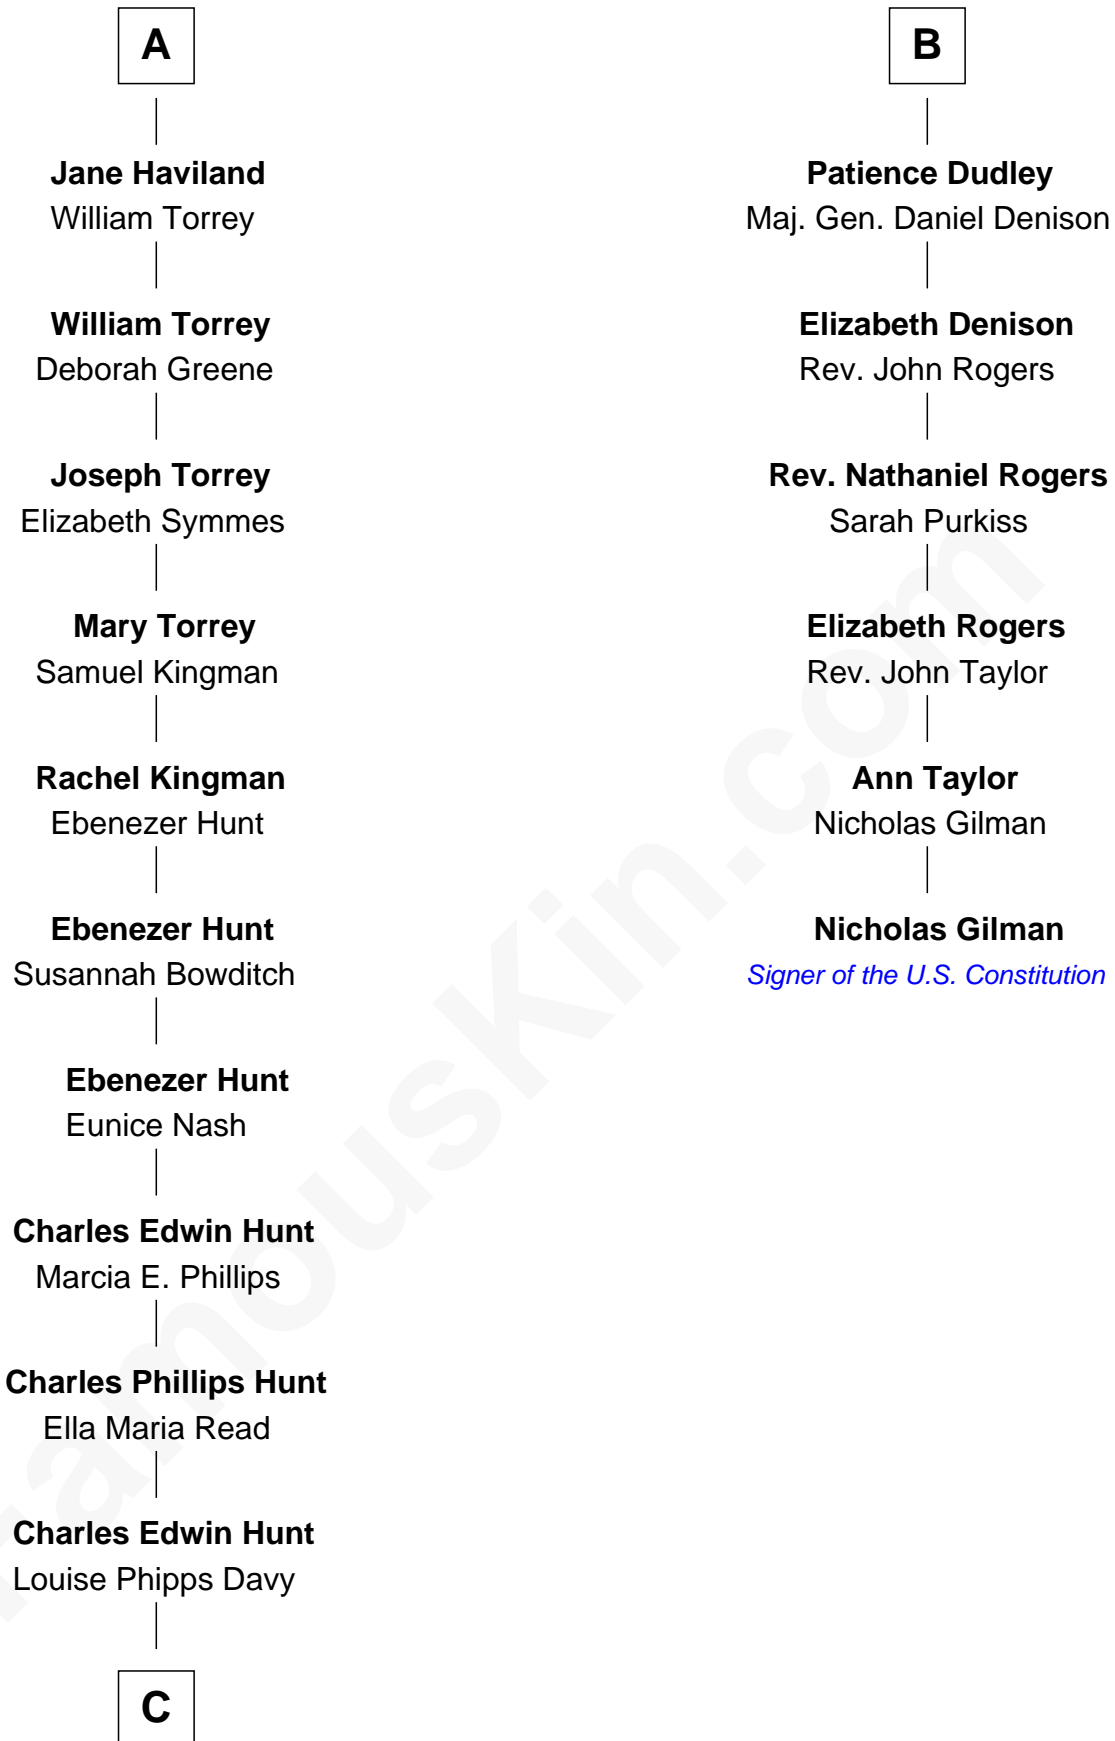 A
Jane Haviland
William Torrey
William Torrey
Deborah Greene
Joseph Torrey
Elizabeth Symmes
Mary Torrey
Samuel Kingman
Rachel Kingman
Ebenezer Hunt
Ebenezer Hunt
Susannah Bowditch
Ebenezer Hunt
Eunice Nash
Charles Edwin Hunt
Marcia E. Phillips
Charles Phillips Hunt
Ella Maria Read
Charles Edwin Hunt
Louise Phipps Davy
C
B
Patience Dudley
Maj. Gen. Daniel Denison
Elizabeth Denison
Rev. John Rogers
Rev. Nathaniel Rogers
Sarah Purkiss
Elizabeth Rogers
Rev. John Taylor
Ann Taylor
Nicholas Gilman
Nicholas Gilman
Signer of the U.S. Constitution
FamousKin.com